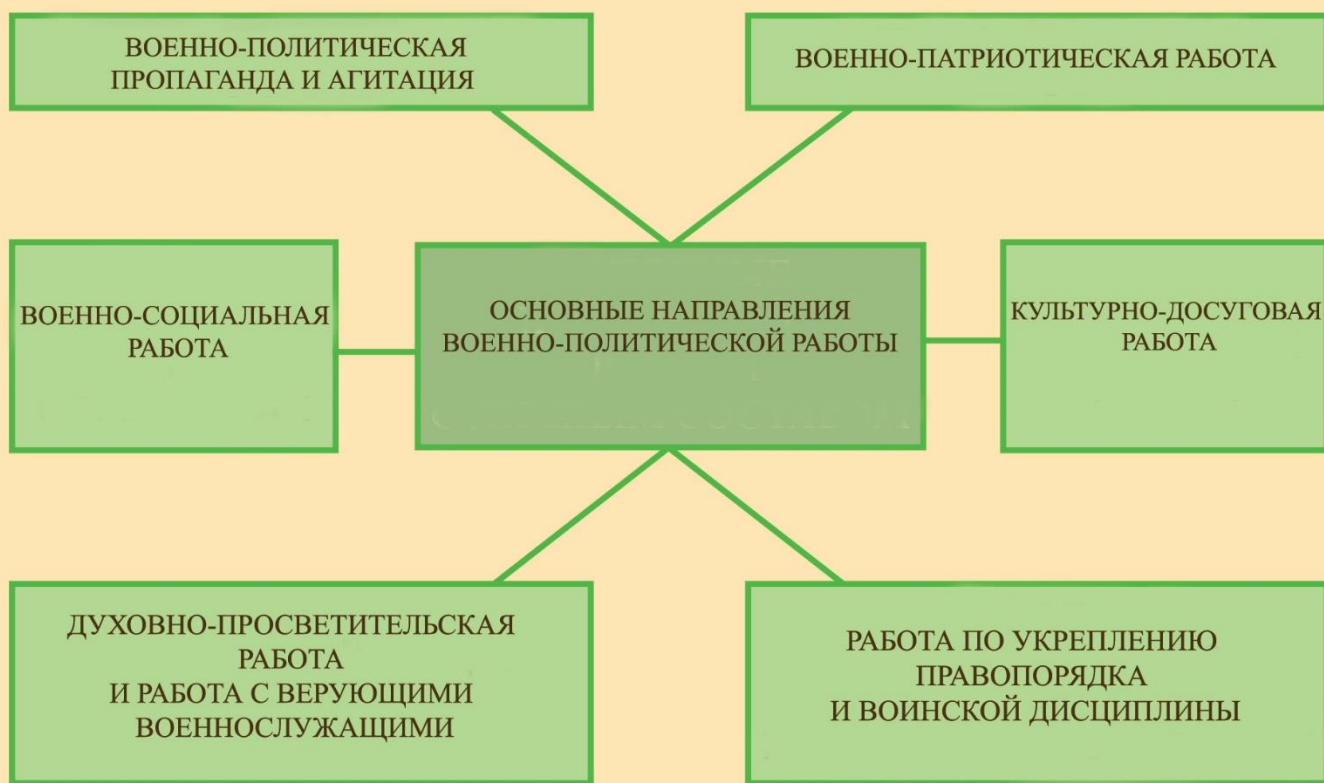 ВОЕННО-ПОЛИТИЧЕСКАЯ
ПРОПАГАНДА И АГИТАЦИЯ
ВОЕННО-ПАТРИОТИЧЕСКАЯ РАБОТА
ВОЕННО-СОЦИАЛЬНАЯ
РАБОТА
ОСНОВНЫЕ НАПРАВЛЕНИЯ
ВОЕННО-ПОЛИТИЧЕСКОЙ РАБОТЫ
КУЛЬТУРНО-ДОСУГОВАЯ
РАБОТА
ДУХОВНО-ПРОСВЕТИТЕЛЬСКАЯ
РАБОТА
И РАБОТА С ВЕРУЮЩИМИ
ВОЕННОСЛУЖАЩИМИ
РАБОТА ПО УКРЕПЛЕНИЮ
ПРАВОПОРЯДКА
И ВОИНСКОЙ ДИСЦИПЛИНЫ